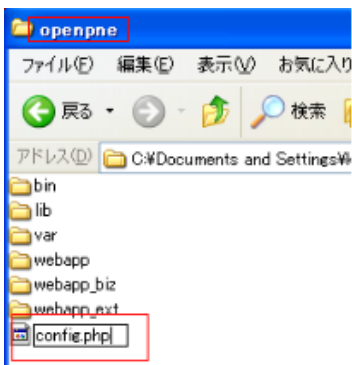 openpne
ファイル(F) 編集(E) 表示(V) お気に入り
戻る 検索
アドレス(D) C:¥Documents and Settings¥
bin
lib
var
webapp
webapp_biz
webapp_ext
config.php